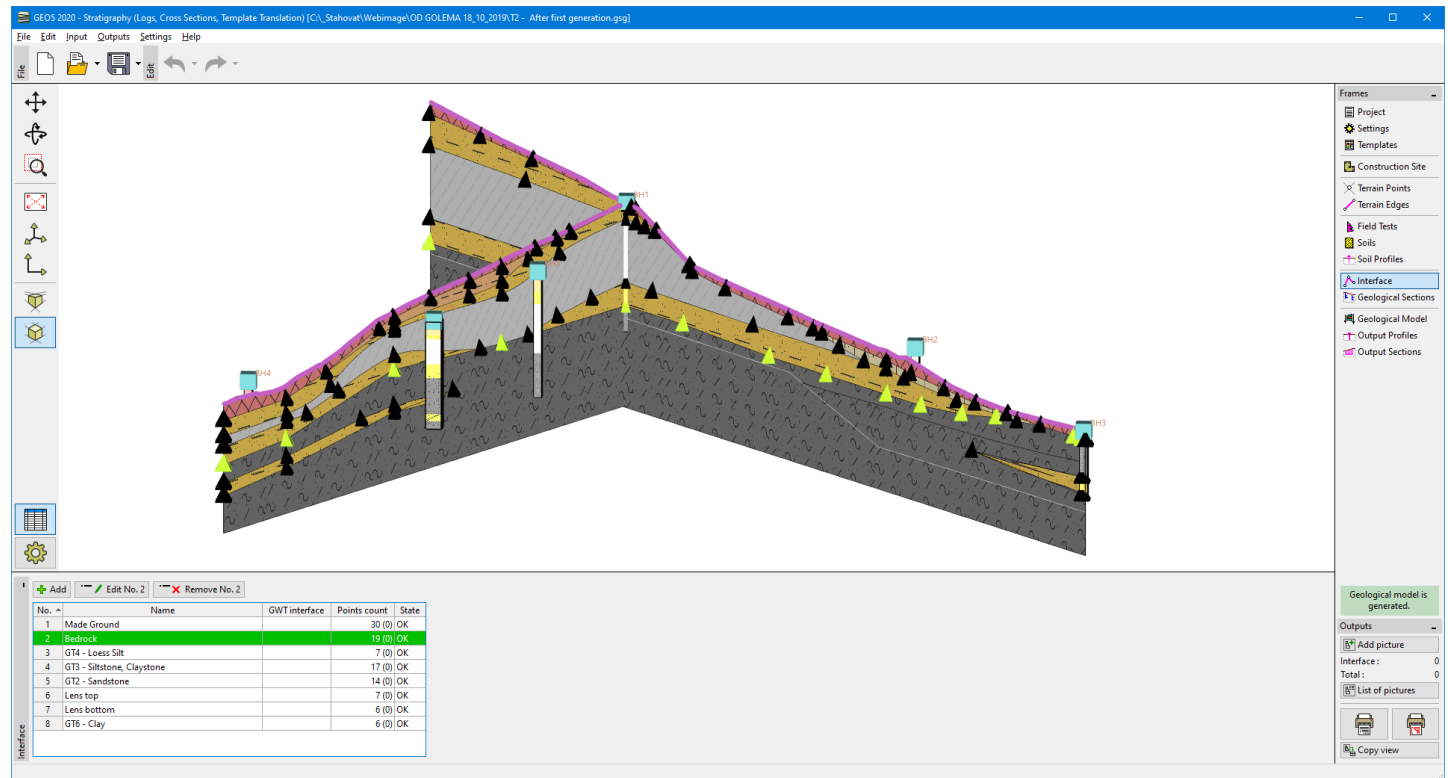 GEO5 2020 - Stratigraphy (Logs, Cross Sections, Template Translation) [C:\_Stahovat\Webimage\OD GOLEMA 18_10_2019\T2 - After first generation.gsg]
File Edit Input Outputs Settings Help
File
Edit
Frames
Project
Settings
Templates
Construction Site
Terrain Points
Terrain Edges
Field Tests
Soils
Soil Profiles
Interface
Geological Sections
Geological Model
Output Profiles
Output Sections
BH1
BH2
BH3
BH4
Add Edit No. 2 Remove No. 2
No. Name GWT interface Points count State
1 Made Ground 30 (0) OK
2 Bedrock 19 (0) OK
3 GT4 - Loess Silt 7 (0) OK
4 GT3 - Siltstone, Claystone 17 (0) OK
5 GT2 - Sandstone 14 (0) OK
6 Lens top 7 (0) OK
7 Lens bottom 6 (0) OK
8 GT6 - Clay 6 (0) OK
Interface
Geological model is
generated.
Outputs
Add picture
Interface : 0
Total : 0
List of pictures
Copy view